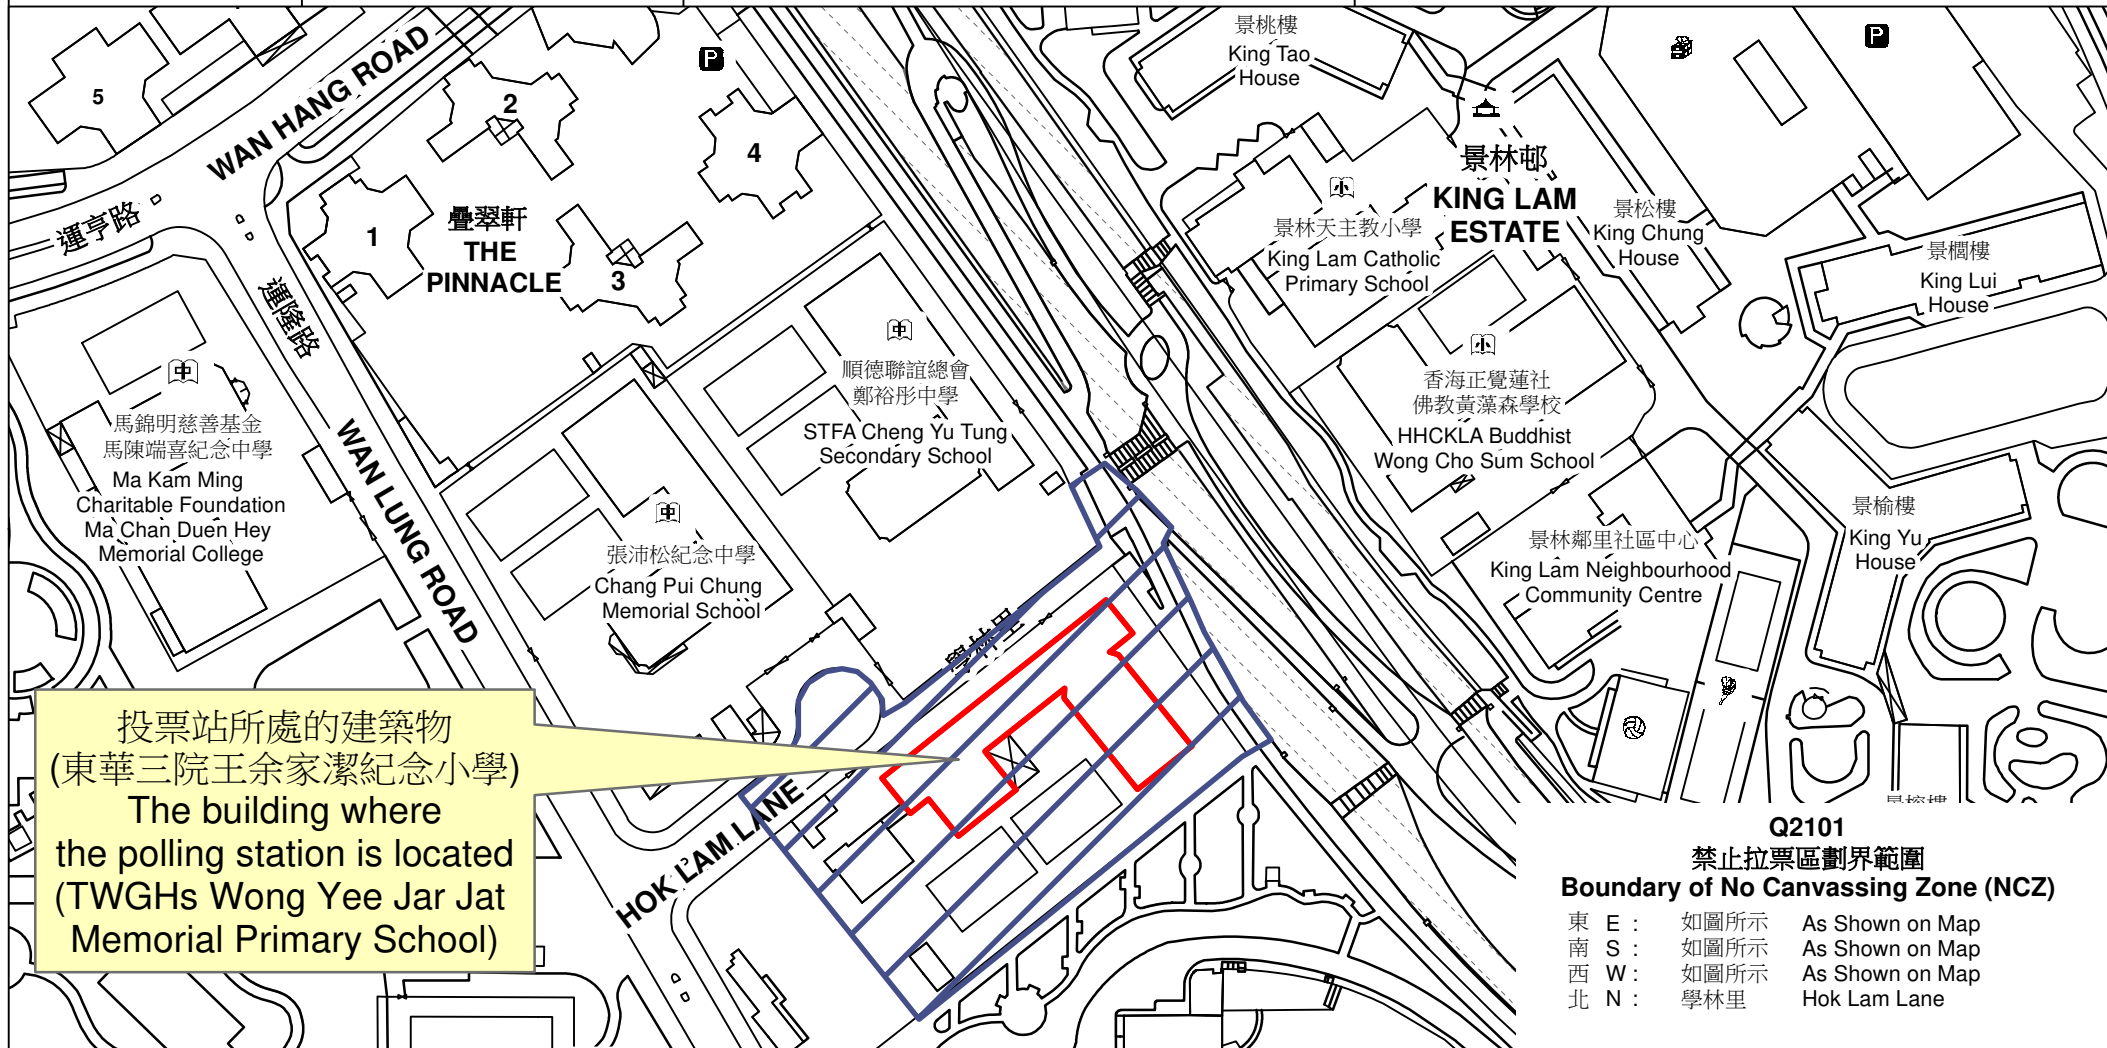 5
WAN HANG ROAD
運亨路
2
4
1
3
疊翠軒
THE
PINNACLE
P
景桃樓
King Tao
House
P
景林邨
KING LAM
ESTATE
小
景林天主教小學
King Lam Catholic
Primary School
景松樓
King Chung
House
景櫚樓
King Lui
House
運隆路
WAN LUNG ROAD
中
馬錦明慈善基金
馬陳端喜紀念中學
Ma Kam Ming
Charitable Foundation
Ma Chan Duen Hey
Memorial College
中
順德聯誼總會
鄭裕彤中學
STFA Cheng Yu Tung
Secondary School
小
香海正覺蓮社
佛教黃藻森學校
HHCKLA Buddhist
Wong Cho Sum School
中
張沛松紀念中學
Chang Pui Chung
Memorial School
景林鄰里社區中心
King Lam Neighbourhood
Community Centre
景榆樓
King Yu
House
學林里
HOK LAM LANE
投票站所處的建築物
(東華三院王余家潔紀念小學)
The building where
the polling station is located
(TWGHs Wong Yee Jar Jat
Memorial Primary School)
Q2101
禁止拉票區劃界範圍
Boundary of No Canvassing Zone (NCZ)
東 E : 如圖所示 As Shown on Map
南 S : 如圖所示 As Shown on Map
西 W : 如圖所示 As Shown on Map
北 N : 學林里 Hok Lam Lane